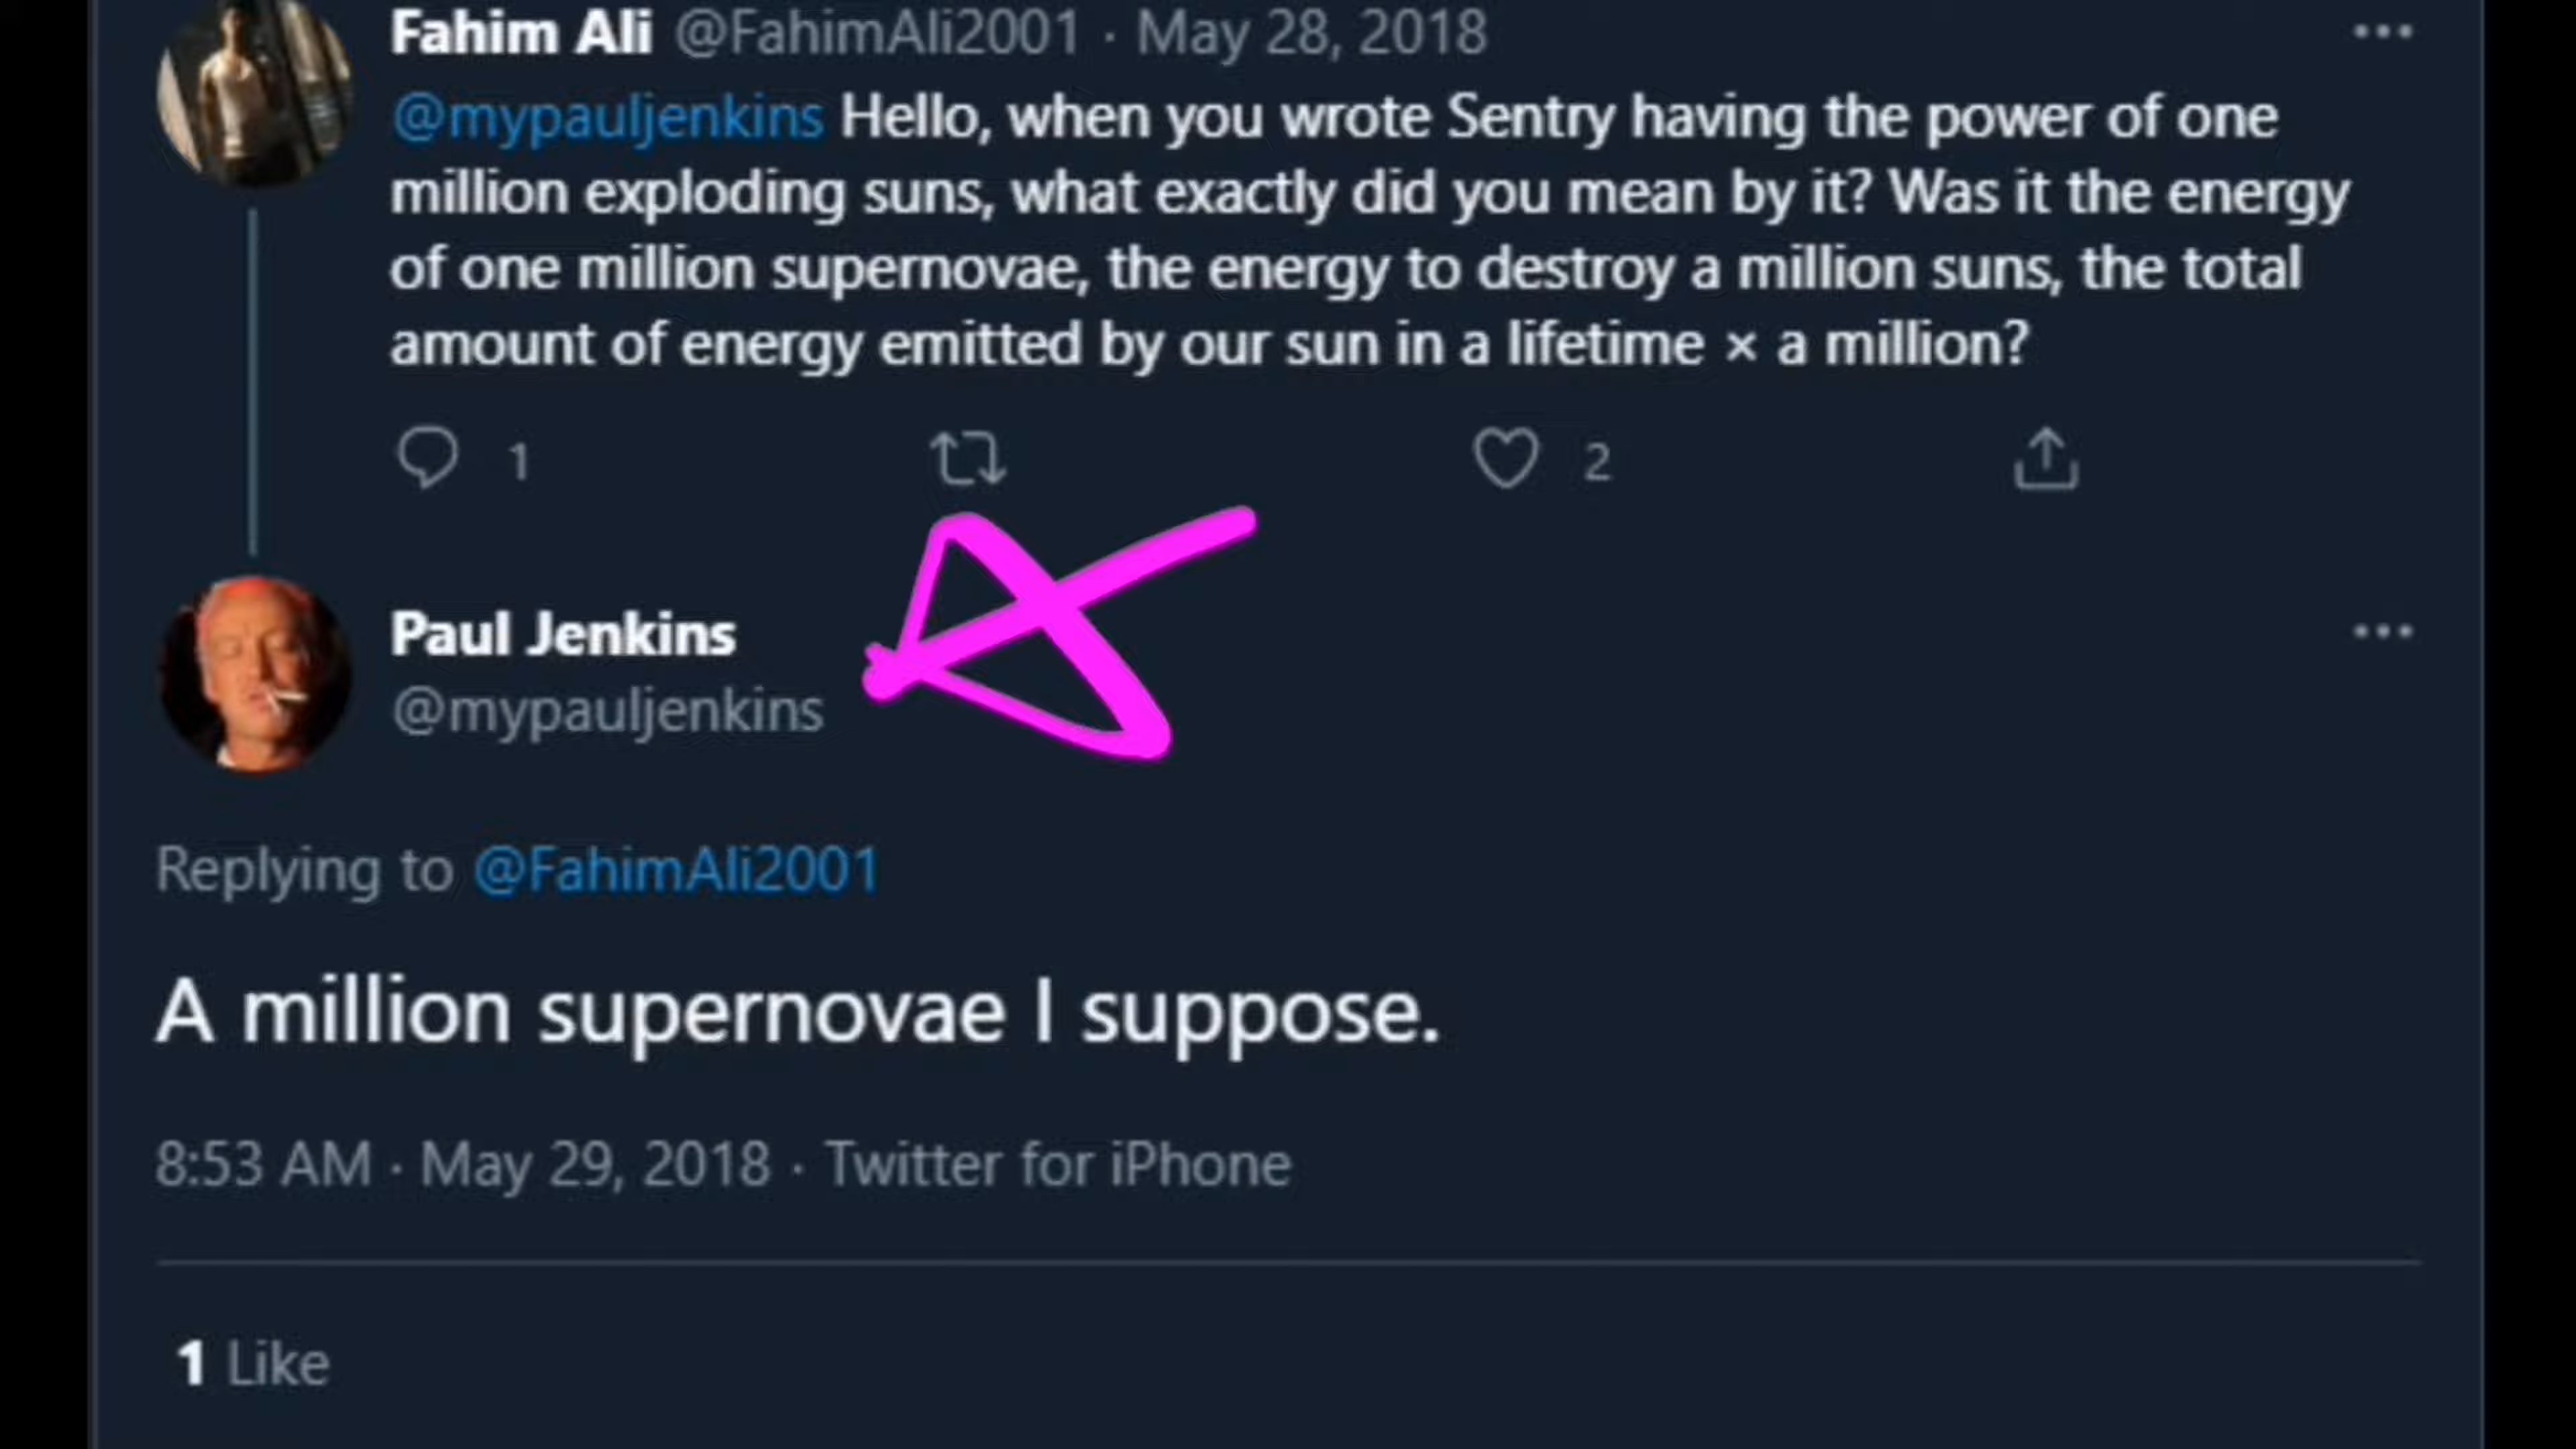 Fahim Ali @FahimAli2001 · May 28, 2018
@mypauljenkins Hello, when you wrote Sentry having the power of one
million exploding suns, what exactly did you mean by it? Was it the energy
of one million supernovae, the energy to destroy a million suns, the total
amount of energy emitted by our sun in a lifetime × a million?
1 2
Paul Jenkins
@mypauljenkins
Replying to @FahimAli2001
A million supernovae I suppose.
8:53 AM · May 29, 2018 · Twitter for iPhone
1 Like